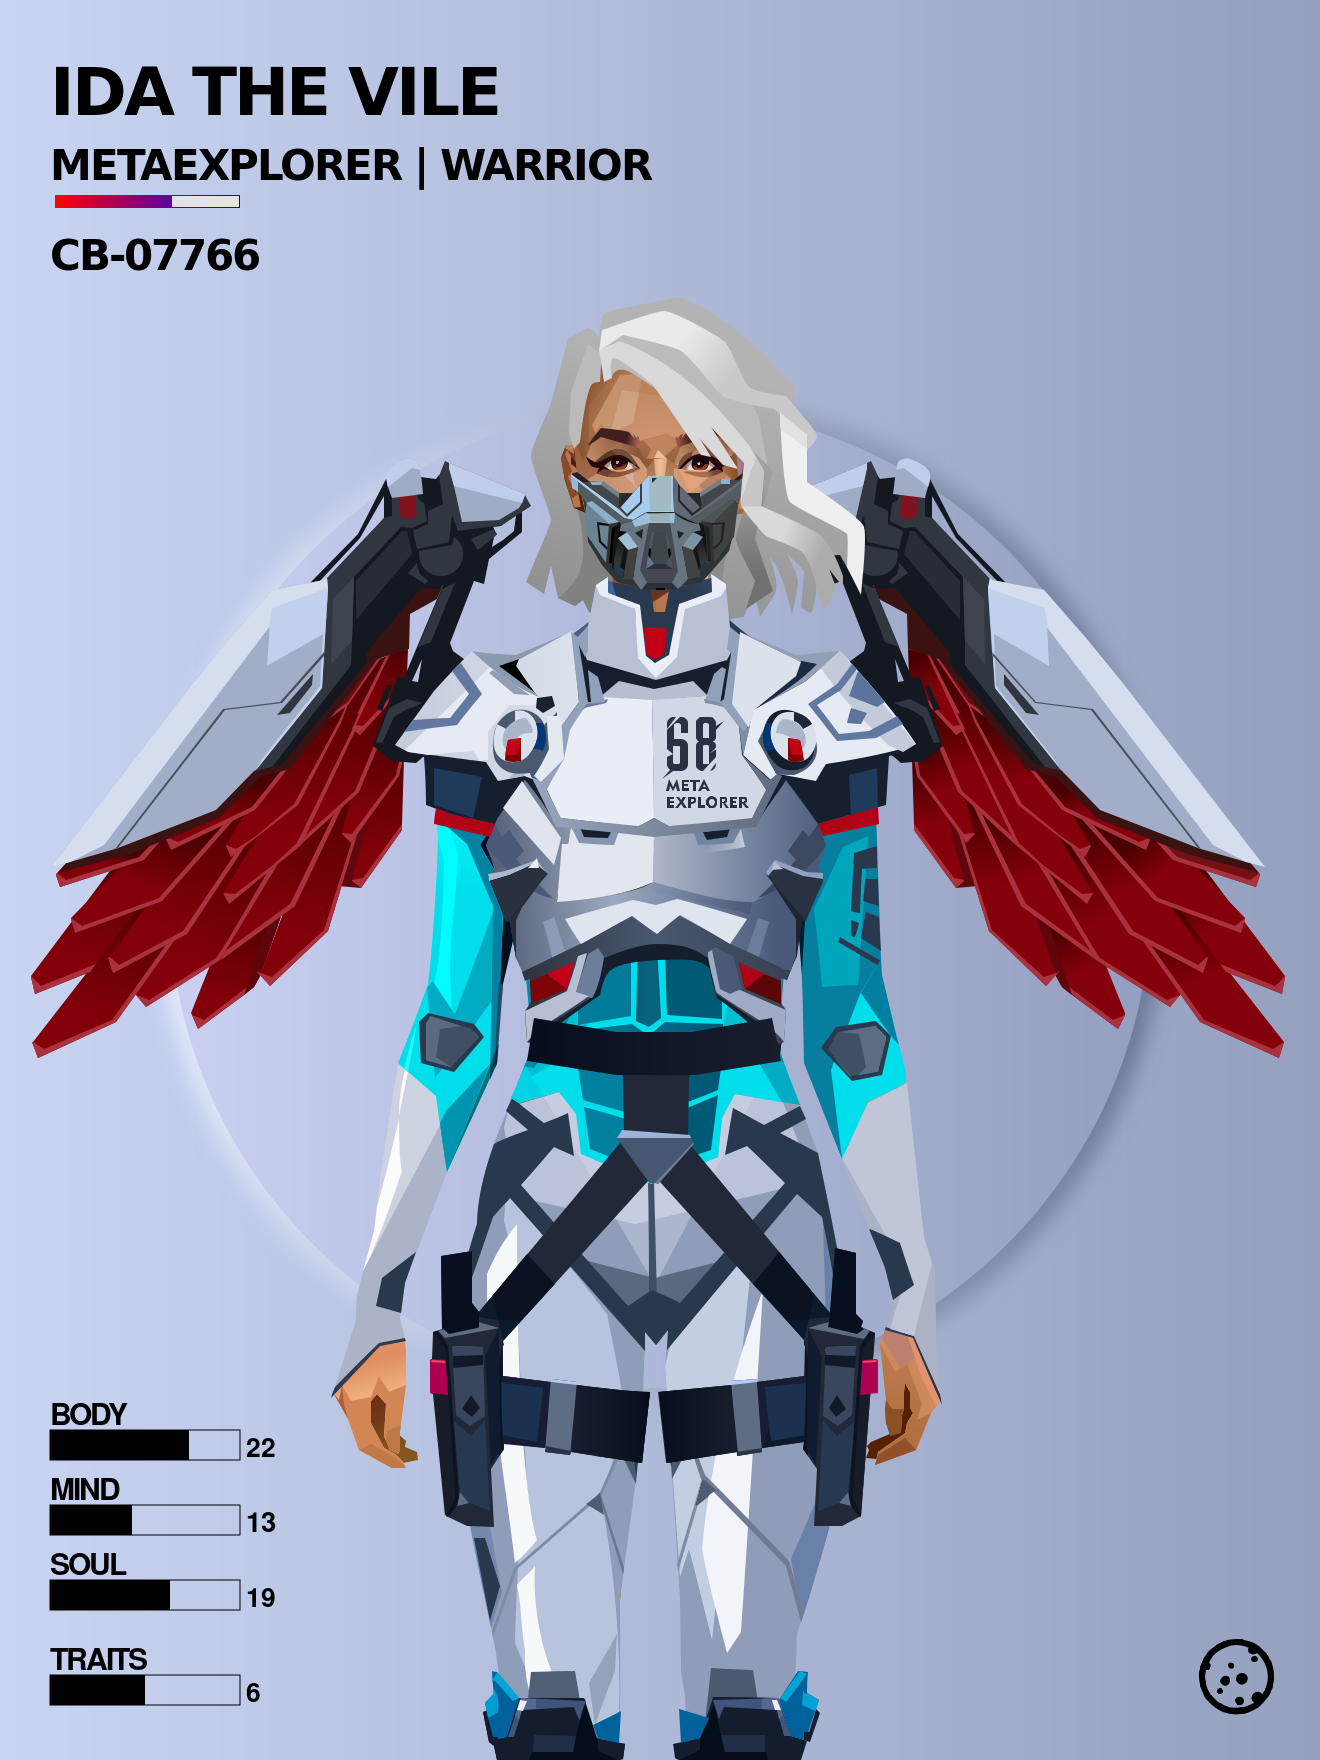 IDA THE VILE
METAEXPLORER | WARRIOR
CB-07766
68
META
EXPLORER
BODY
22
MIND
13
SOUL
19
TRAITS
6